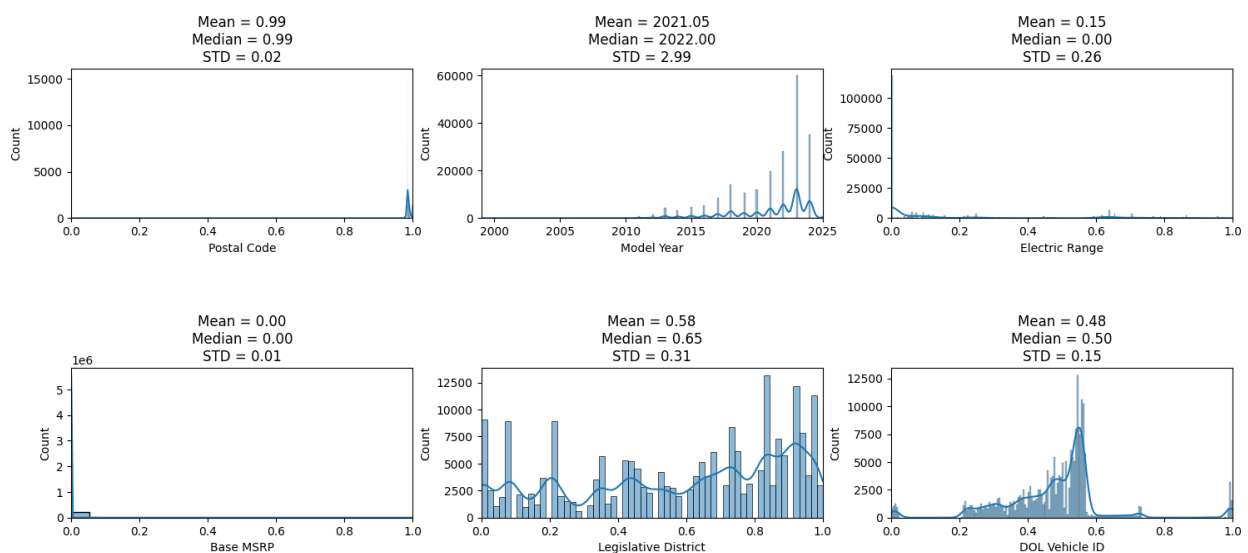 Mean = 0.99
Median = 0.99
STD = 0.02
15000
10000
5000
0
Count
0.0 0.2 0.4 0.6 0.8 1.0
Postal Code
Mean = 2021.05
Median = 2022.00
STD = 2.99
60000
40000
20000
0
Count
2000 2005 2010 2015 2020 2025
Model Year
Mean = 0.15
Median = 0.00
STD = 0.26
100000
75000
50000
25000
0
Count
0.0 0.2 0.4 0.6 0.8 1.0
Electric Range
Mean = 0.00
Median = 0.00
STD = 0.01
1e6
5
4
3
2
1
0
Count
0.0 0.2 0.4 0.6 0.8 1.0
Base MSRP
Mean = 0.58
Median = 0.65
STD = 0.31
12500
10000
7500
5000
2500
0
Count
0.0 0.2 0.4 0.6 0.8 1.0
Legislative District
Mean = 0.48
Median = 0.50
STD = 0.15
12500
10000
7500
5000
2500
0
Count
0.0 0.2 0.4 0.6 0.8 1.0
DOL Vehicle ID